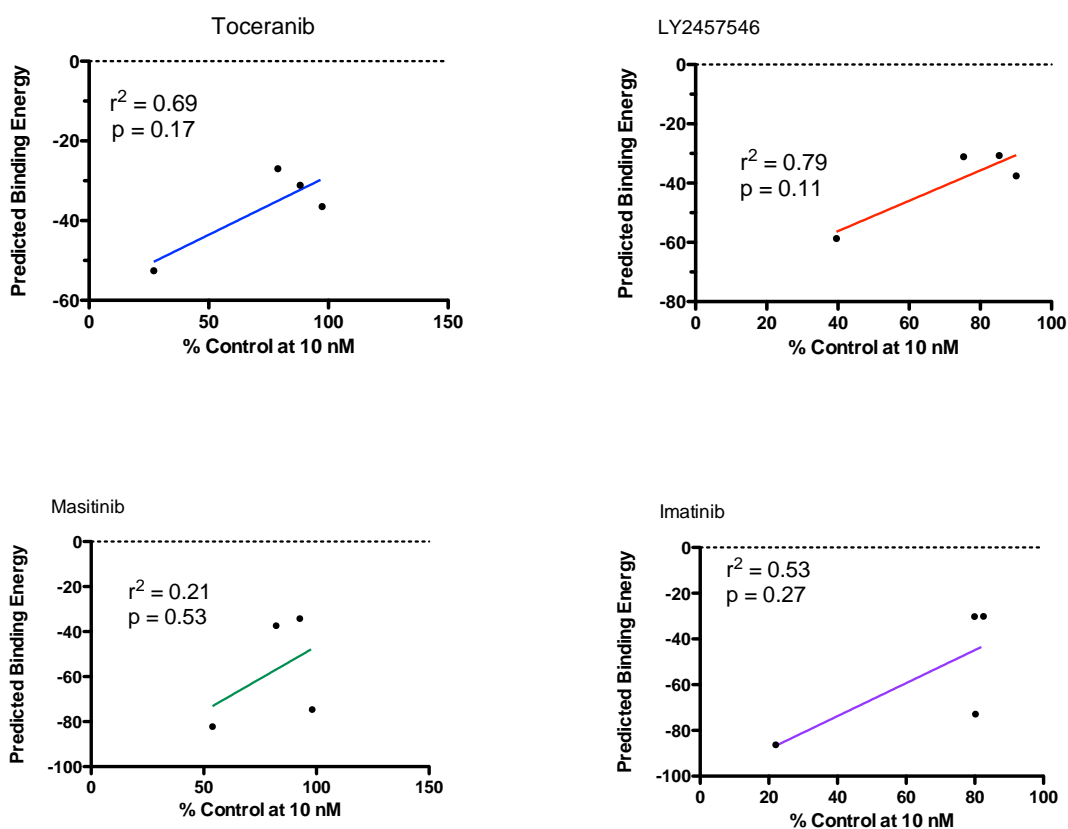 Toceranib
0
-20
-40
-60
Predicted Binding Energy
r² = 0.69
p = 0.17
0 50 100 150
% Control at 10 nM
LY2457546
0
-20
-40
-60
-80
Predicted Binding Energy
r² = 0.79
p = 0.11
0 20 40 60 80 100
% Control at 10 nM
Masitinib
0
-20
-40
-60
-80
-100
Predicted Binding Energy
r² = 0.21
p = 0.53
0 50 100 150
% Control at 10 nM
Imatinib
0
-20
-40
-60
-80
-100
Predicted Binding Energy
r² = 0.53
p = 0.27
0 20 40 60 80 100
% Control at 10 nM